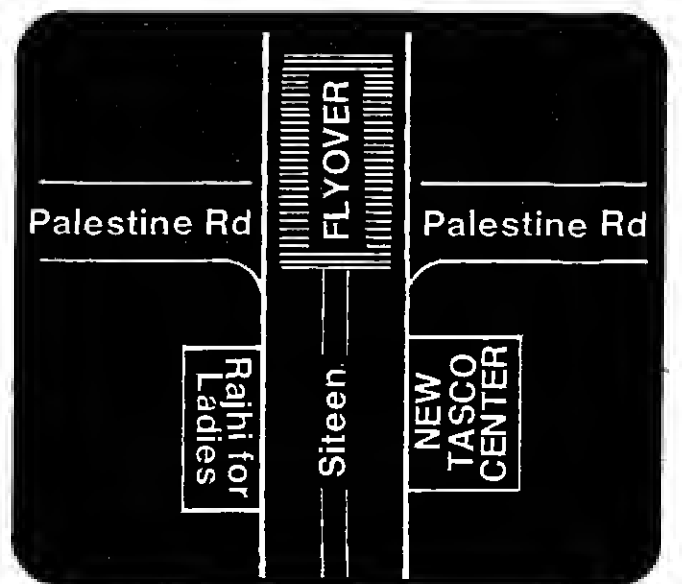 FLYOVER
Palestine Rd
Palestine Rd
Rajhi for
Ladies
Siteen
NEW
TASCO
CENTER